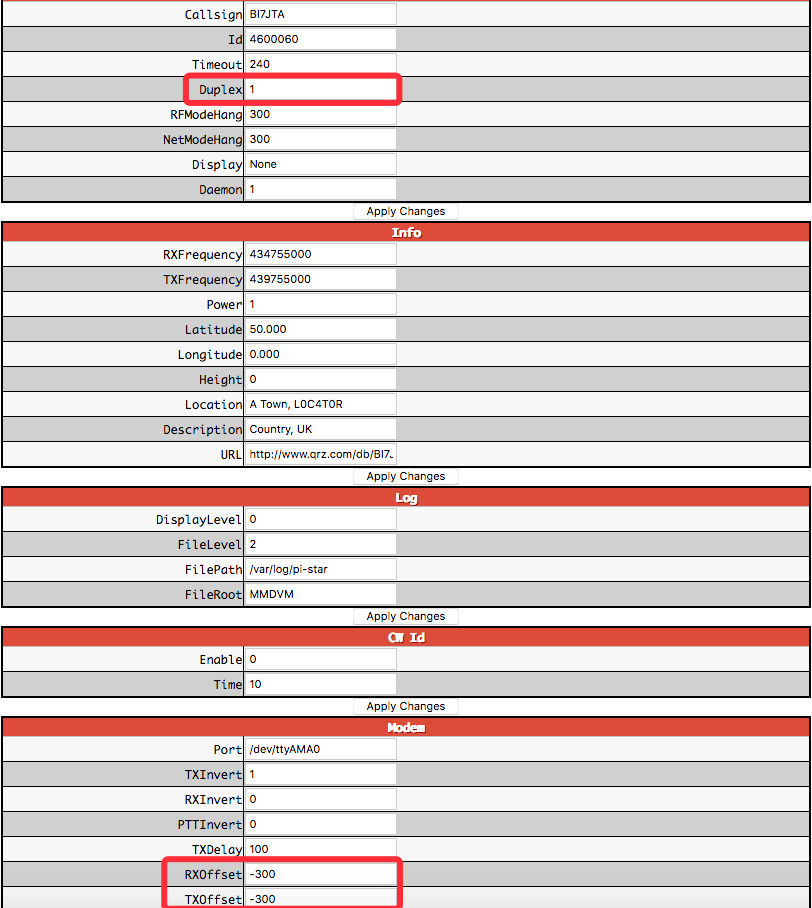 Callsign BI7JTA
Id 4600060
Timeout 240
Duplex 1
RFModeHang 300
NetModeHang 300
Display None
Daemon 1
Apply Changes
Info
RXFrequency 434755000
TXFrequency 439755000
Power 1
Latitude 50.000
Longitude 0.000
Height 0
Location A Town, L0C4T0R
Description Country, UK
URL http://www.qrz.com/db/BI7J
Apply Changes
Log
DisplayLevel 0
FileLevel 2
FilePath /var/log/pi-star
FileRoot MMDVM
Apply Changes
CW Id
Enable 0
Time 10
Apply Changes
Modem
Port /dev/ttyAMA0
TXInvert 1
RXInvert 0
PTTInvert 0
TXDelay 100
RXOffset -300
TXOffset -300